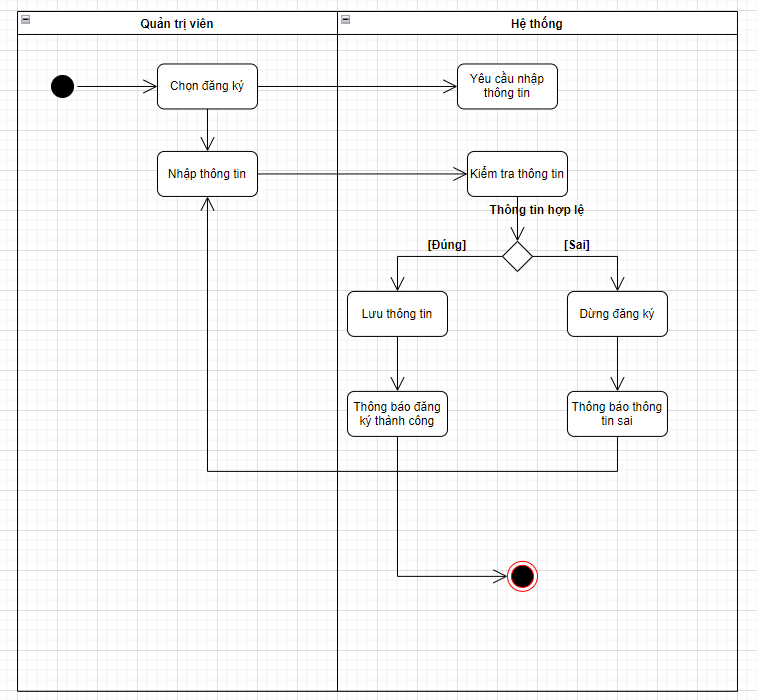 Quản trị viên
Hệ thống
Chọn đăng ký
Yêu cầu nhập
thông tin
Nhập thông tin
Kiểm tra thông tin
Thông tin hợp lệ
[Đúng]
[Sai]
Lưu thông tin
Dừng đăng ký
Thông báo đăng
ký thành công
Thông báo thông
tin sai